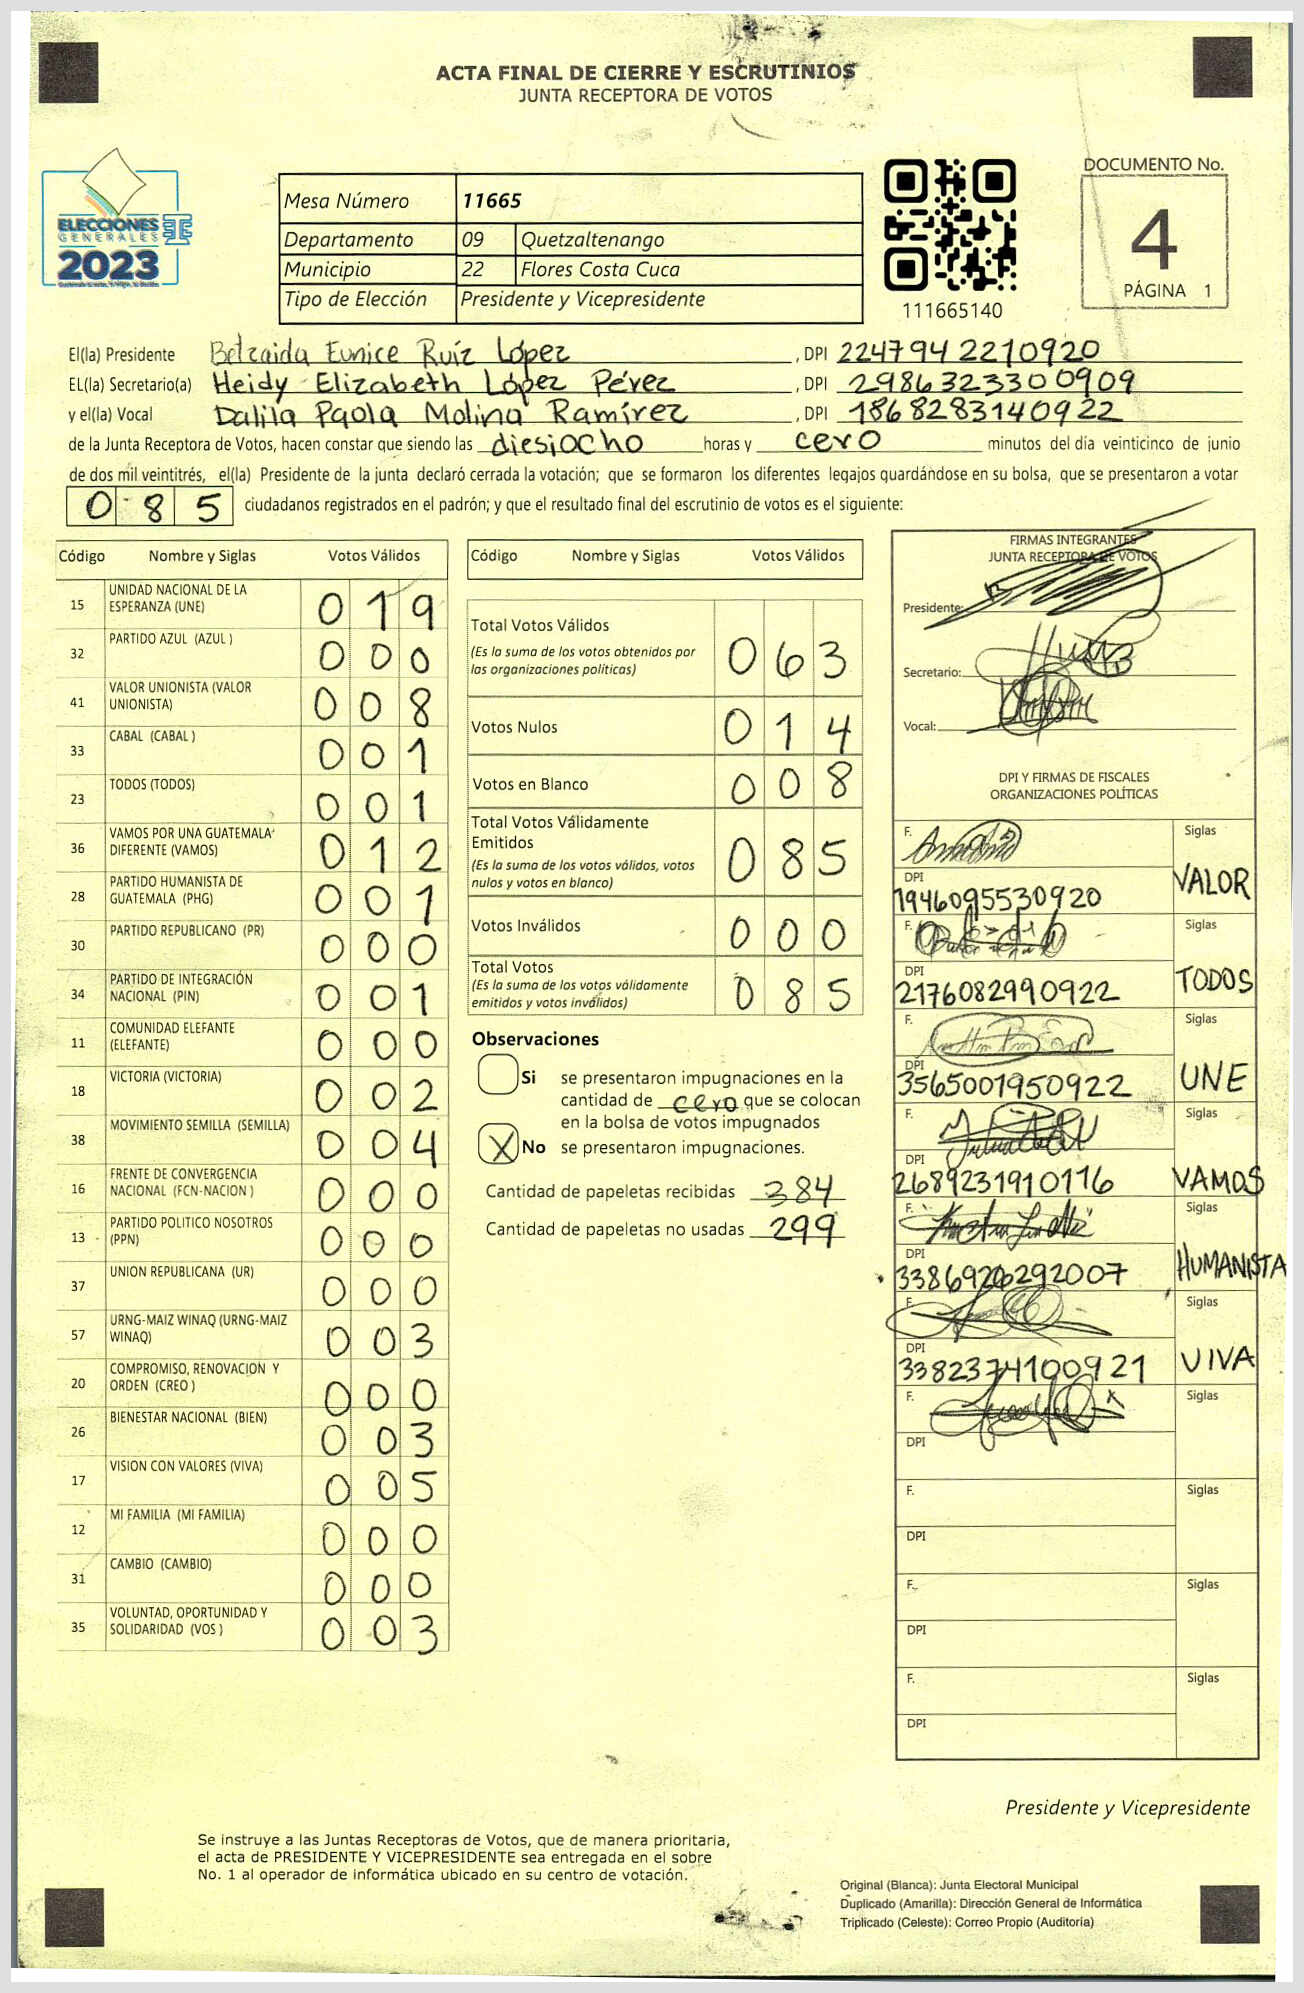 ACTA FINAL DE CIERRE Y ESCRUTINIOS
JUNTA RECEPTORA DE VOTOS
ELECCIONES
GENERALES
2023
Mesa Número 11665
Departamento 09 Quetzaltenango
Municipio 22 Flores Costa Cuca
Tipo de Elección Presidente y Vicepresidente
111665140
DOCUMENTO No.
4
PÁGINA 1
El(la) Presidente Betzaida Eunice Ruíz López , DPI 2247942210920
EL(la) Secretario(a) Heidy Elizabeth López Pérez , DPI 2986323300909
y el(la) Vocal Dalila Paola Molina Ramírez , DPI 1868283140922
de la Junta Receptora de Votos, hacen constar que siendo las diesiocho horas y cero minutos del día veinticinco de junio
de dos mil veintitrés, el(la) Presidente de la junta declaró cerrada la votación; que se formaron los diferentes legajos quardándose en su bolsa, que se presentaron a votar
085 ciudadanos registrados en el padrón; y que el resultado final del escrutinio de votos es el siguiente:
Código Nombre y Siglas Votos Válidos
15 UNIDAD NACIONAL DE LA
ESPERANZA (UNE) 019
32 PARTIDO AZUL (AZUL ) 000
41 VALOR UNIONISTA (VALOR
UNIONISTA) 008
33 CABAL (CABAL ) 001
23 TODOS (TODOS) 001
36 VAMOS POR UNA GUATEMALA
DIFERENTE (VAMOS) 012
28 PARTIDO HUMANISTA DE
GUATEMALA (PHG) 001
30 PARTIDO REPUBLICANO (PR) 000
34 PARTIDO DE INTEGRACIÓN
NACIONAL (PIN) 001
11 COMUNIDAD ELEFANTE
(ELEFANTE) 000
18 VICTORIA (VICTORIA) 002
38 MOVIMIENTO SEMILLA (SEMILLA) 004
16 FRENTE DE CONVERGENCIA
NACIONAL (FCN-NACION ) 000
13 PARTIDO POLITICO NOSOTROS
(PPN) 000
37 UNION REPUBLICANA (UR) 000
57 URNG-MAIZ WINAQ (URNG-MAIZ
WINAQ) 003
20 COMPROMISO, RENOVACION Y
ORDEN (CREO ) 000
26 BIENESTAR NACIONAL (BIEN) 003
17 VISION CON VALORES (VIVA) 005
12 MI FAMILIA (MI FAMILIA) 000
31 CAMBIO (CAMBIO) 000
35 VOLUNTAD, OPORTUNIDAD Y
SOLIDARIDAD (VOS ) 003
Código Nombre y Siglas Votos Válidos
Total Votos Válidos
(Es la suma de los votos obtenidos por
las organizaciones políticas) 063
Votos Nulos 014
Votos en Blanco 008
Total Votos Válidamente
Emitidos
(Es la suma de los votos válidos, votos
nulos y votos en blanco) 085
Votos Inválidos 000
Total Votos
(Es la suma de los votos válidamente
emitidos y votos inválidos) 085
Observaciones
Si se presentaron impugnaciones en la
cantidad de cero que se colocan
en la bolsa de votos impugnados
X No se presentaron impugnaciones.
Cantidad de papeletas recibidas 384
Cantidad de papeletas no usadas 299
FIRMAS INTEGRANTES
JUNTA RECEPTORA DE VOTOS
Presidente:
Secretario:
Vocal:
DPI Y FIRMAS DE FISCALES
ORGANIZACIONES POLÍTICAS
F. Siglas
DPI VALOR
1946095530920
F. Siglas
DPI TODOS
2176082990922
F. Siglas
DPI UNE
3565001950922
F. Siglas
DPI VAMOS
2689231910116
F. Siglas
DPI HUMANISTA
F. Siglas
DPI VIVA
3382374100921
F. Siglas
DPI
F. Siglas
DPI
F. Siglas
DPI
F. Siglas
DPI
Presidente y Vicepresidente
Se instruye a las Juntas Receptoras de Votos, que de manera prioritaria,
el acta de PRESIDENTE Y VICEPRESIDENTE sea entregada en el sobre
No. 1 al operador de informática ubicado en su centro de votación.
Original (Blanca): Junta Electoral Municipal
Duplicado (Amarilla): Dirección General de Informática
Triplicado (Celeste): Correo Propio (Auditoría)